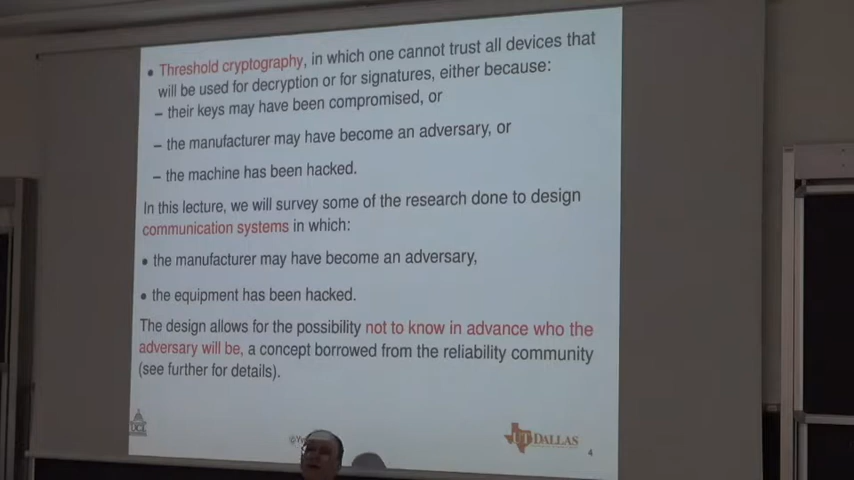 • Threshold cryptography, in which one cannot trust all devices that
will be used for decryption or for signatures, either because:
– their keys may have been compromised, or
– the manufacturer may have become an adversary, or
– the machine has been hacked.
In this lecture, we will survey some of the research done to design
communication systems in which:
• the manufacturer may have become an adversary,
• the equipment has been hacked.
The design allows for the possibility not to know in advance who the
adversary will be, a concept borrowed from the reliability community
(see further for details).
UT DALLAS
4